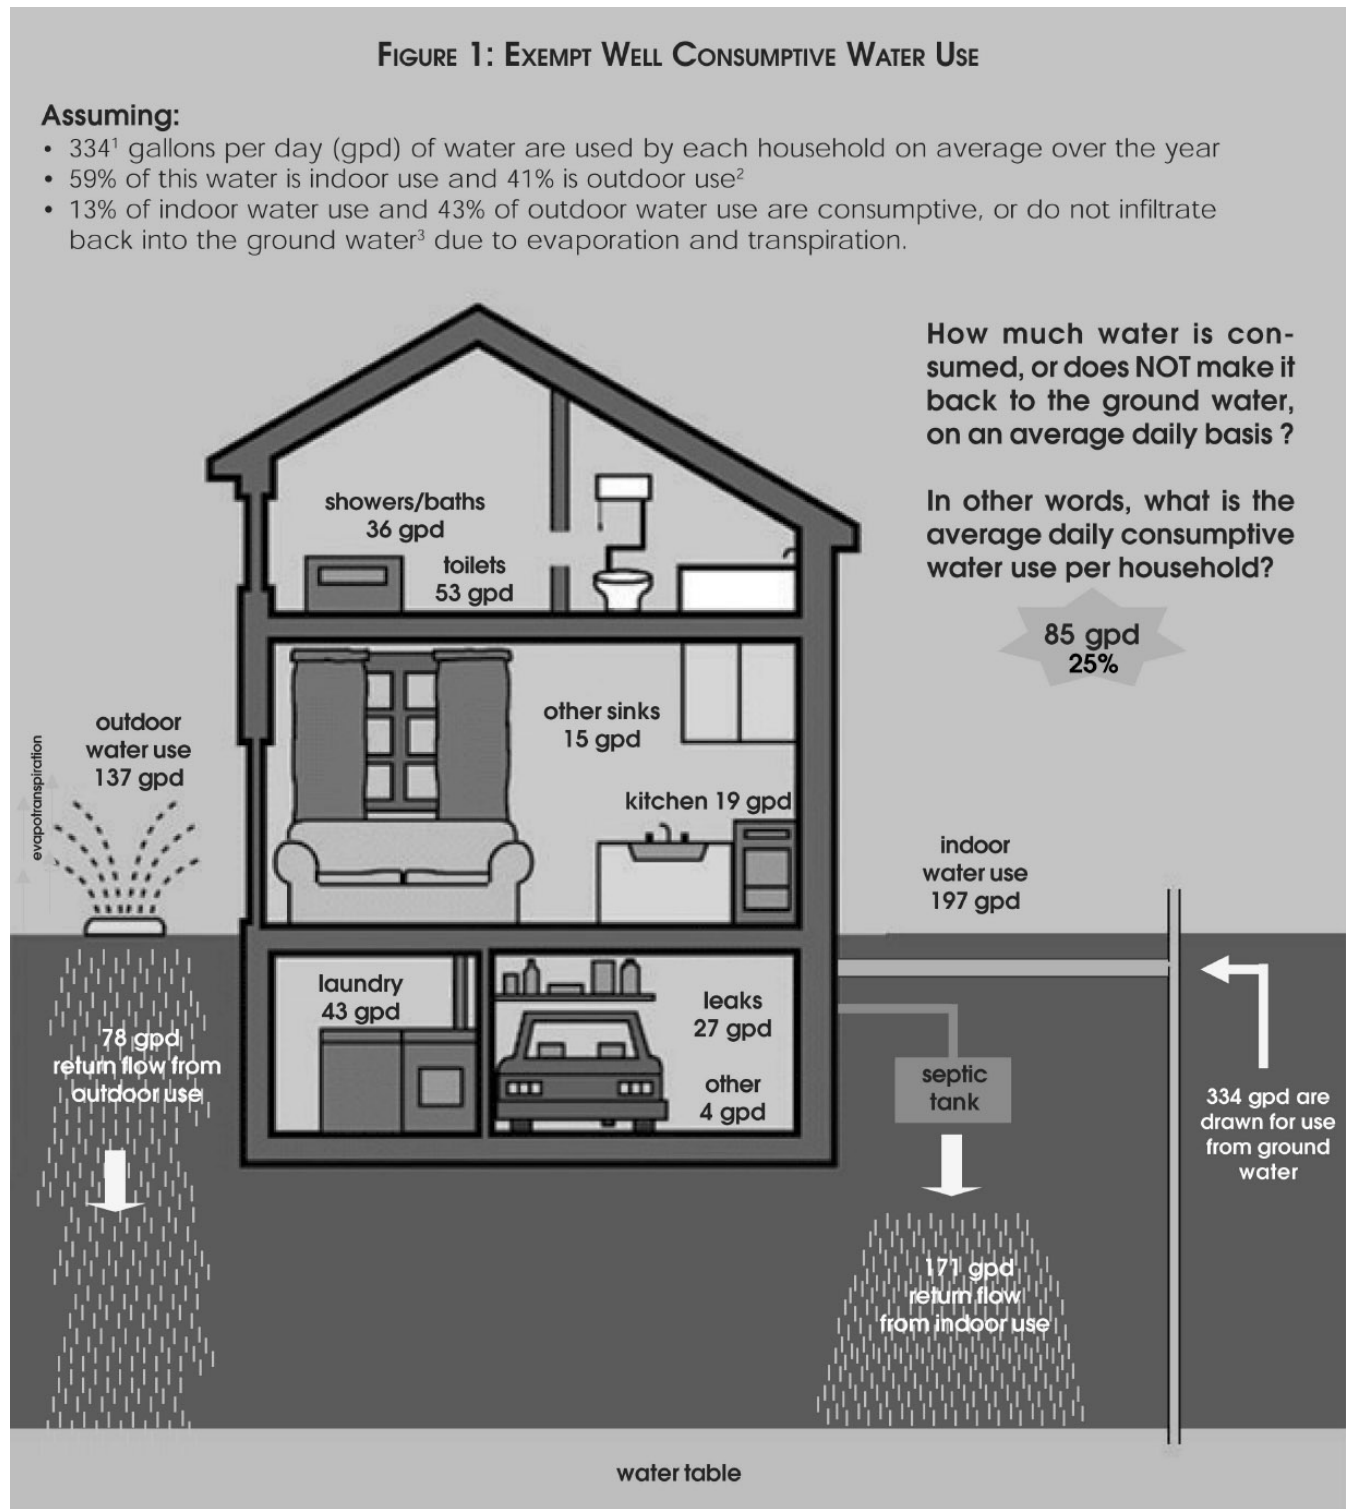 FIGURE 1: EXEMPT WELL CONSUMPTIVE WATER USE
Assuming:
• 334¹ gallons per day (gpd) of water are used by each household on average over the year
• 59% of this water is indoor use and 41% is outdoor use²
• 13% of indoor water use and 43% of outdoor water use are consumptive, or do not infiltrate
back into the ground water³ due to evaporation and transpiration.
How much water is con-
sumed, or does NOT make it
back to the ground water,
on an average daily basis ?
In other words, what is the
average daily consumptive
water use per household?
85 gpd
25%
showers/baths
36 gpd
toilets
53 gpd
other sinks
15 gpd
kitchen 19 gpd
outdoor
water use
137 gpd
evapotranspiration
indoor
water use
197 gpd
laundry
43 gpd
leaks
27 gpd
other
4 gpd
78 gpd
return flow from
outdoor use
septic
tank
334 gpd are
drawn for use
from ground
water
171 gpd
return flow
from indoor use
water table